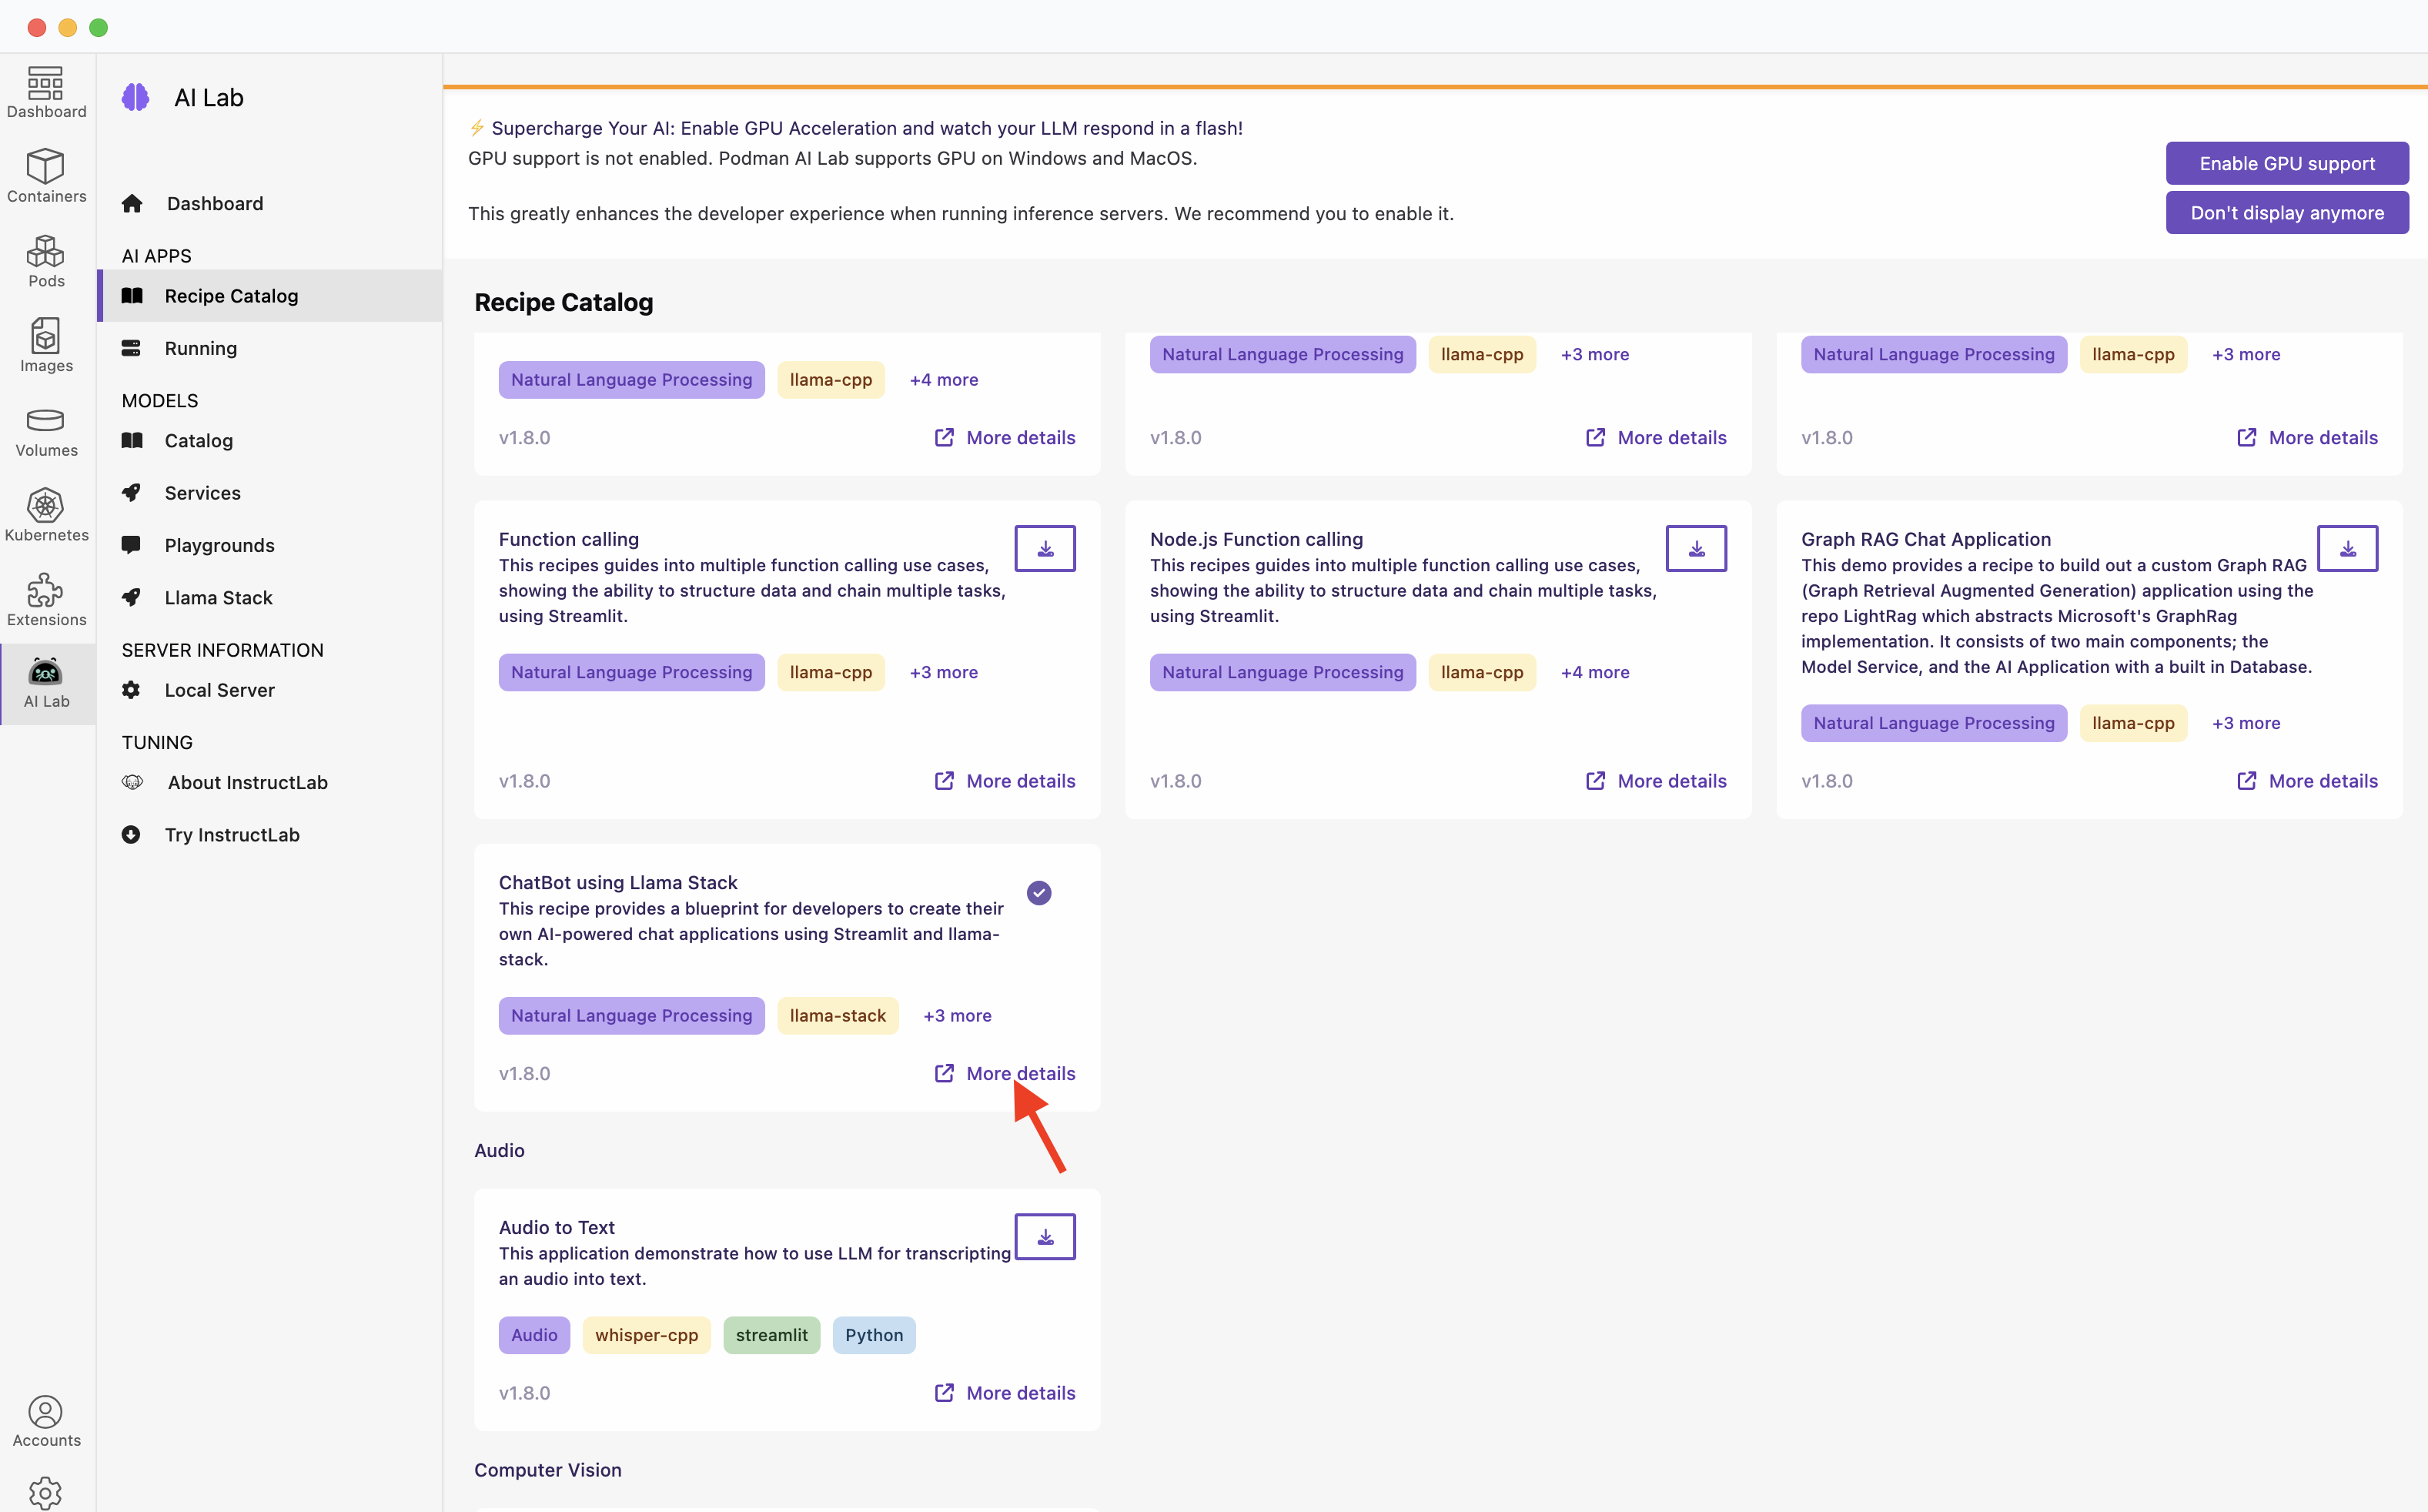 Dashboard
Containers
Pods
Images
Volumes
Kubernetes
Extensions
AI Lab
Accounts
AI Lab
Dashboard
AI APPS
Recipe Catalog
Running
MODELS
Catalog
Services
Playgrounds
Llama Stack
SERVER INFORMATION
Local Server
TUNING
About InstructLab
Try InstructLab
⚡ Supercharge Your AI: Enable GPU Acceleration and watch your LLM respond in a flash!
GPU support is not enabled. Podman AI Lab supports GPU on Windows and MacOS.
This greatly enhances the developer experience when running inference servers. We recommend you to enable it.
Enable GPU support
Don't display anymore
Recipe Catalog
Natural Language Processing llama-cpp +4 more
v1.8.0 More details
Natural Language Processing llama-cpp +3 more
v1.8.0 More details
Natural Language Processing llama-cpp +3 more
v1.8.0 More details
Function calling
This recipes guides into multiple function calling use cases,
showing the ability to structure data and chain multiple tasks,
using Streamlit.
Natural Language Processing llama-cpp +3 more
v1.8.0 More details
Node.js Function calling
This recipes guides into multiple function calling use cases,
showing the ability to structure data and chain multiple tasks,
using Streamlit.
Natural Language Processing llama-cpp +4 more
v1.8.0 More details
Graph RAG Chat Application
This demo provides a recipe to build out a custom Graph RAG
(Graph Retrieval Augmented Generation) application using the
repo LightRag which abstracts Microsoft's GraphRag
implementation. It consists of two main components; the
Model Service, and the AI Application with a built in Database.
Natural Language Processing llama-cpp +3 more
v1.8.0 More details
ChatBot using Llama Stack
This recipe provides a blueprint for developers to create their
own AI-powered chat applications using Streamlit and llama-
stack.
Natural Language Processing llama-stack +3 more
v1.8.0 More details
Audio
Audio to Text
This application demonstrate how to use LLM for transcripting
an audio into text.
Audio whisper-cpp streamlit Python
v1.8.0 More details
Computer Vision